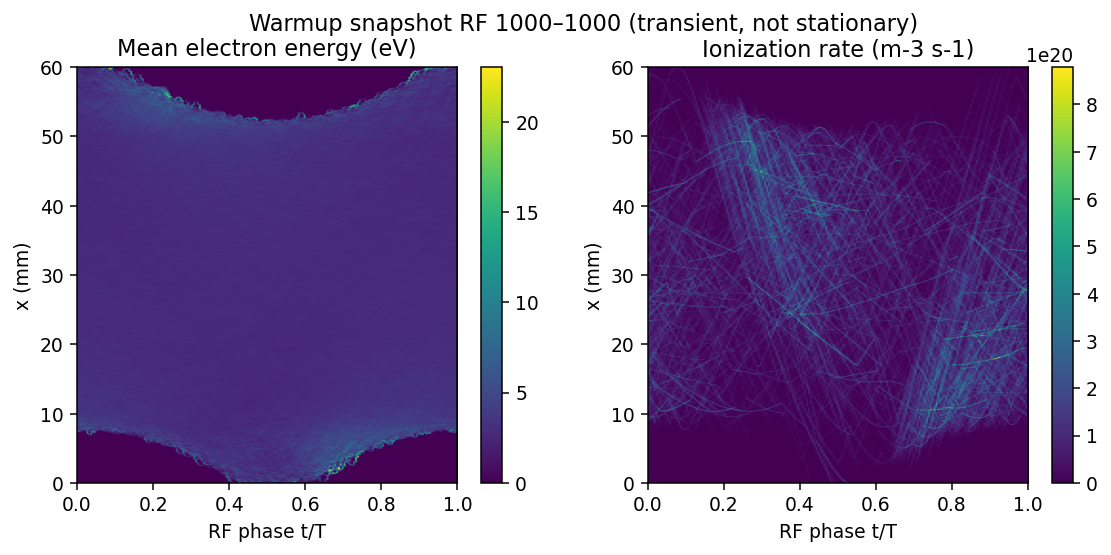 Warmup snapshot RF 1000–1000 (transient, not stationary)
Mean electron energy (eV)
60
50
40
30
20
10
0
x (mm)
0.0 0.2 0.4 0.6 0.8 1.0
RF phase t/T
20
15
10
5
0
Ionization rate (m-3 s-1)
60
50
40
30
20
10
0
x (mm)
0.0 0.2 0.4 0.6 0.8 1.0
RF phase t/T
1e20
8
7
6
5
4
3
2
1
0